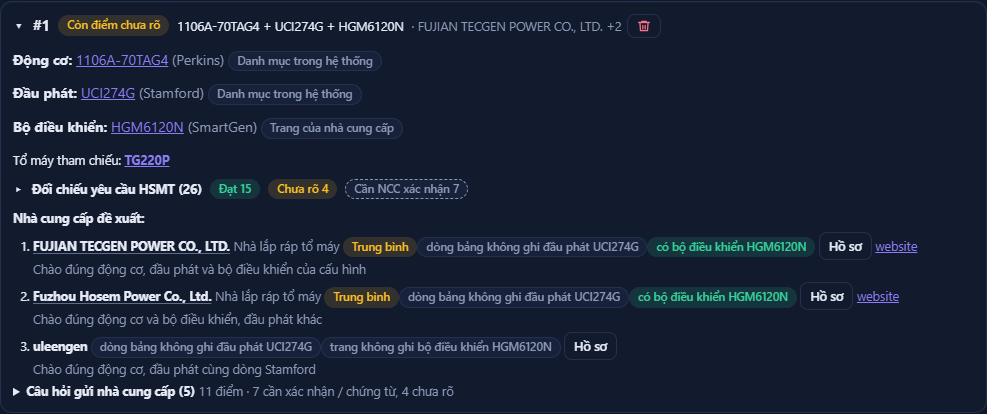 ▾ #1 Còn điểm chưa rõ 1106A-70TAG4 + UCI274G + HGM6120N · FUJIAN TECGEN POWER CO., LTD. +2
Động cơ: 1106A-70TAG4 (Perkins) Danh mục trong hệ thống
Đầu phát: UCI274G (Stamford) Danh mục trong hệ thống
Bộ điều khiển: HGM6120N (SmartGen) Trang của nhà cung cấp
Tổ máy tham chiếu: TG220P
▸ Đối chiếu yêu cầu HSMT (26) Đạt 15 Chưa rõ 4 Cần NCC xác nhận 7
Nhà cung cấp đề xuất:
1. FUJIAN TECGEN POWER CO., LTD. Nhà lắp ráp tổ máy Trung bình dòng bảng không ghi đầu phát UCI274G có bộ điều khiển HGM6120N Hồ sơ website
Chào đúng động cơ, đầu phát và bộ điều khiển của cấu hình
2. Fuzhou Hosem Power Co., Ltd. Nhà lắp ráp tổ máy Trung bình dòng bảng không ghi đầu phát UCI274G có bộ điều khiển HGM6120N Hồ sơ website
Chào đúng động cơ và bộ điều khiển, đầu phát khác
3. uleengen dòng bảng không ghi đầu phát UCI274G trang không ghi bộ điều khiển HGM6120N Hồ sơ
Chào đúng động cơ, đầu phát cùng dòng Stamford
▶ Câu hỏi gửi nhà cung cấp (5) 11 điểm · 7 cần xác nhận / chứng từ, 4 chưa rõ